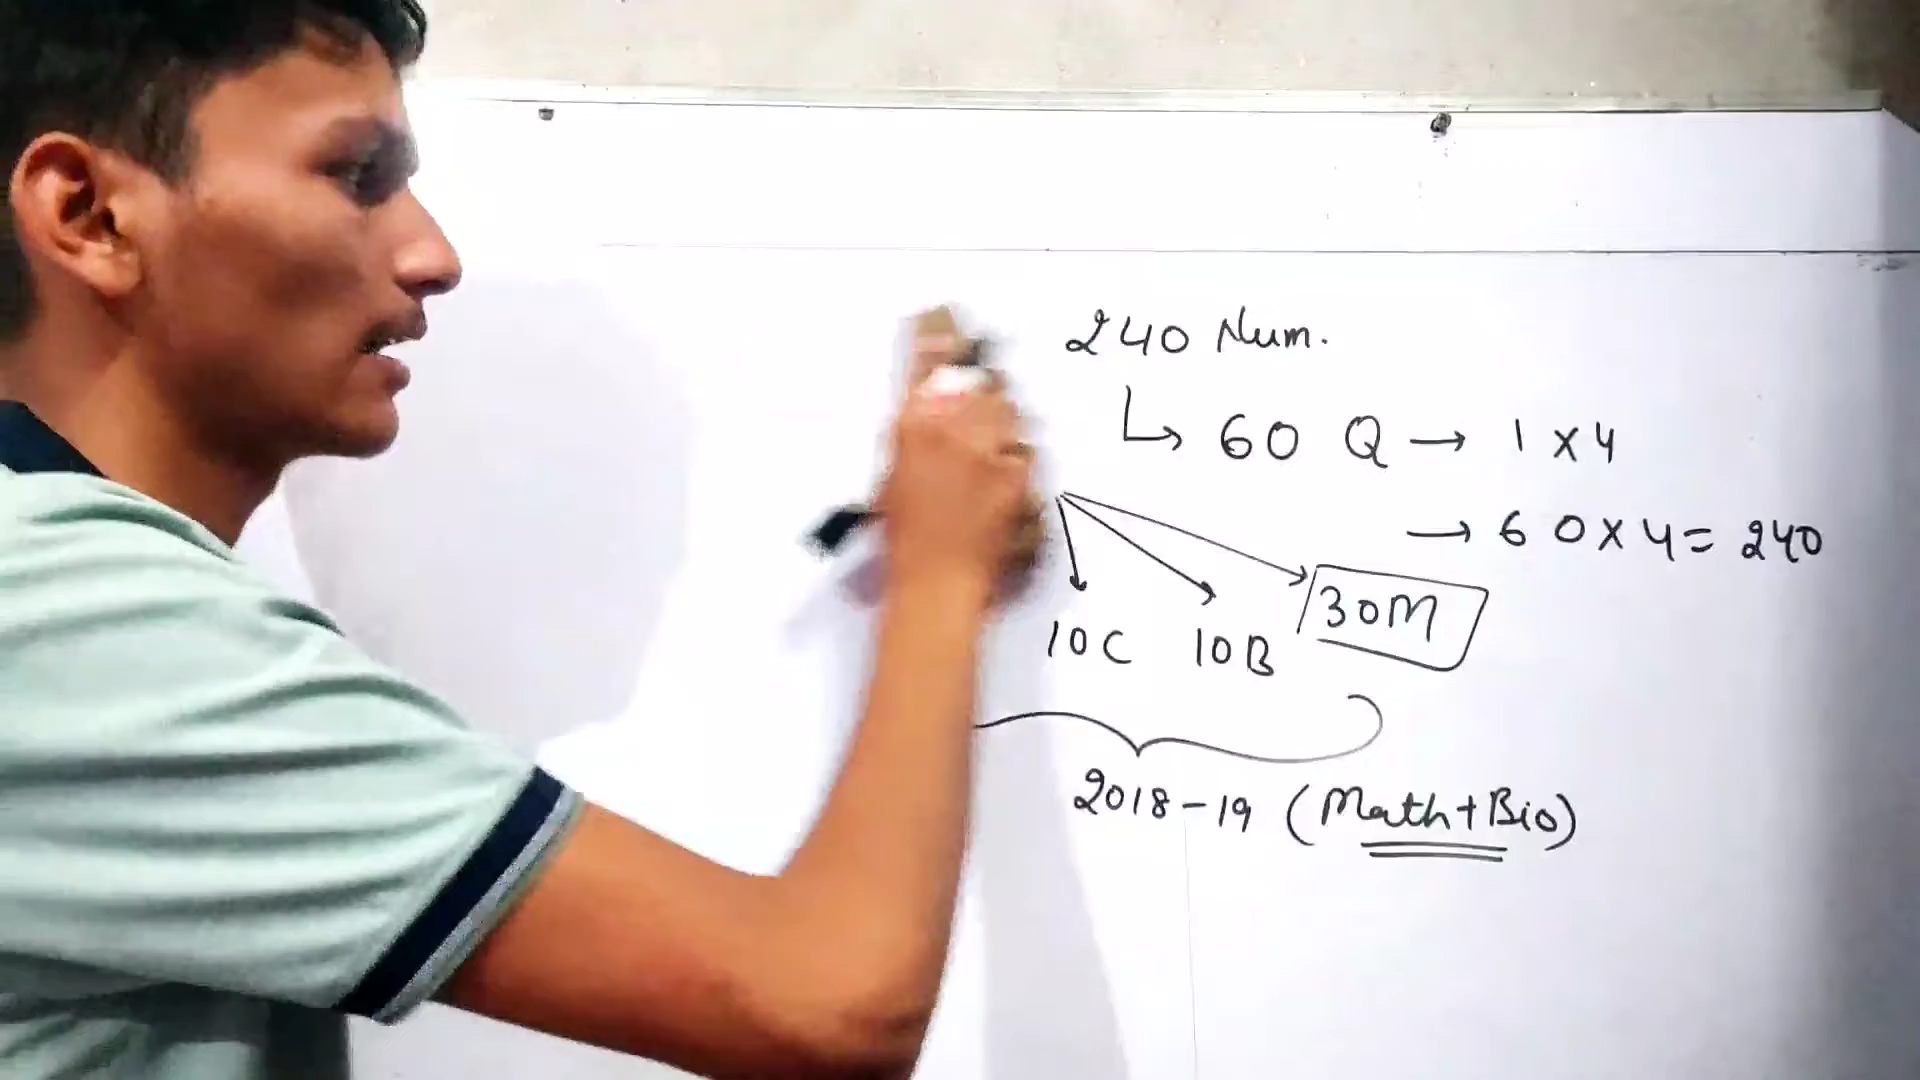 240 Num.
↳ 60 Q → 1 x 4
→ 60 x 4 = 240
10C 10B 30M
2018-19 (Math+Bio)